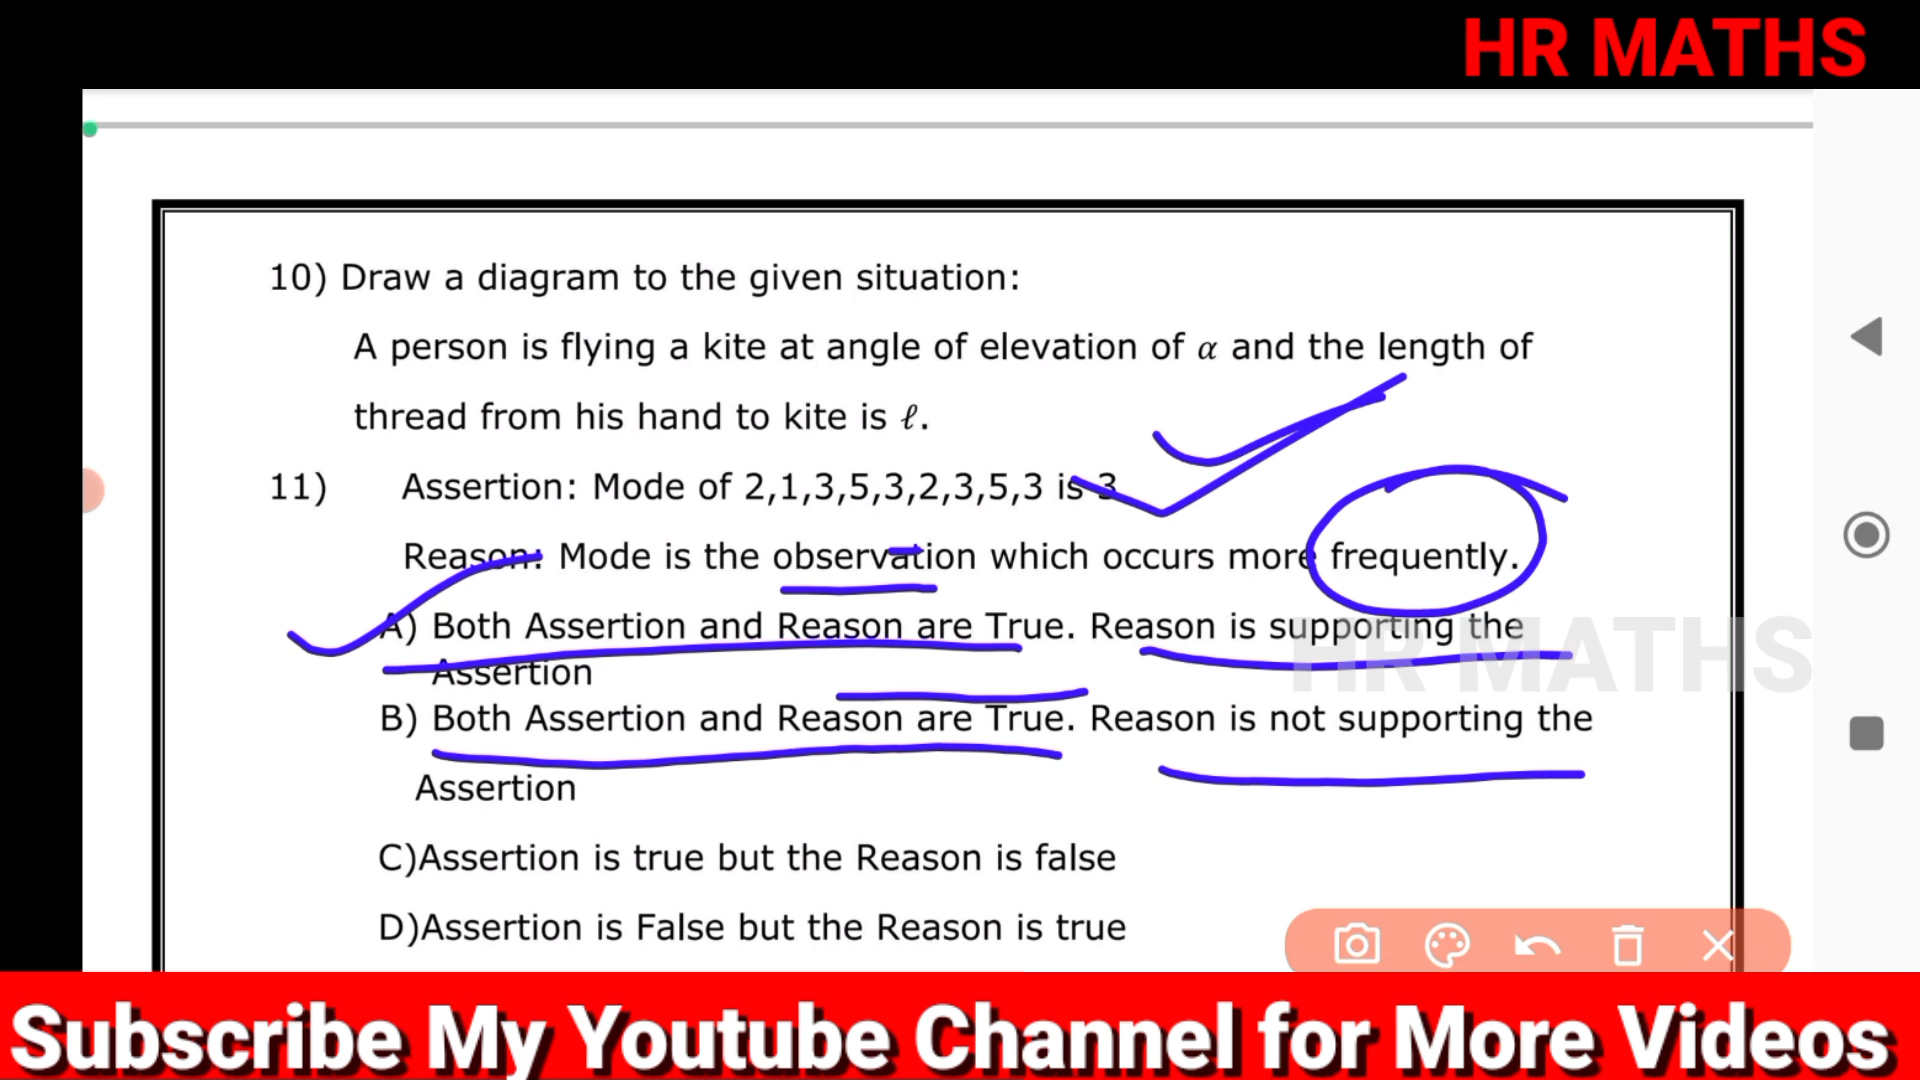 HR MATHS
10) Draw a diagram to the given situation:
A person is flying a kite at angle of elevation of α and the length of
thread from his hand to kite is ℓ.
11) Assertion: Mode of 2,1,3,5,3,2,3,5,3 is 3
Reason: Mode is the observation which occurs more frequently.
A) Both Assertion and Reason are True. Reason is supporting the
Assertion
HR MATHS
B) Both Assertion and Reason are True. Reason is not supporting the
Assertion
C)Assertion is true but the Reason is false
D)Assertion is False but the Reason is true
Subscribe My Youtube Channel for More Videos